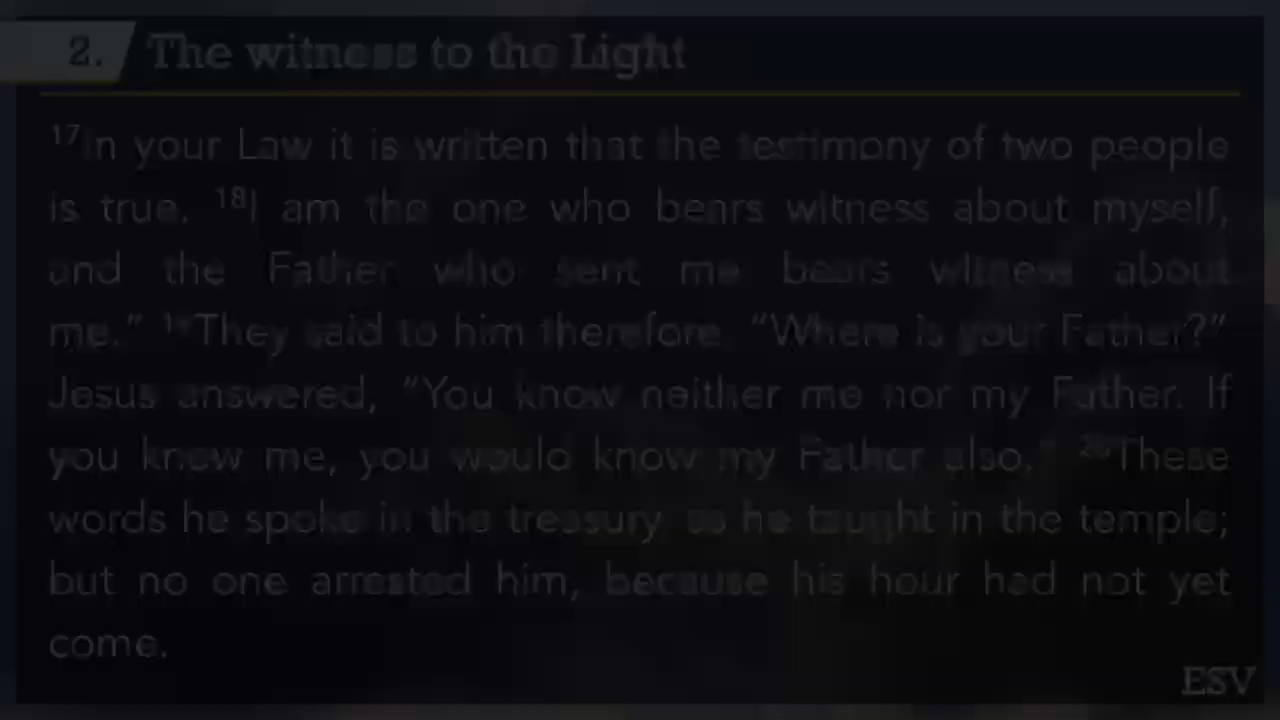 2. The witness to the Light
¹⁷In your Law it is written that the testimony of two people
is true. ¹⁸I am the one who bears witness about myself,
and the Father who sent me bears witness about
me.” ¹⁹They said to him therefore, “Where is your Father?”
Jesus answered, “You know neither me nor my Father. If
you knew me, you would know my Father also.” ²⁰These
words he spoke in the treasury, as he taught in the temple;
but no one arrested him, because his hour had not yet
come.
ESV